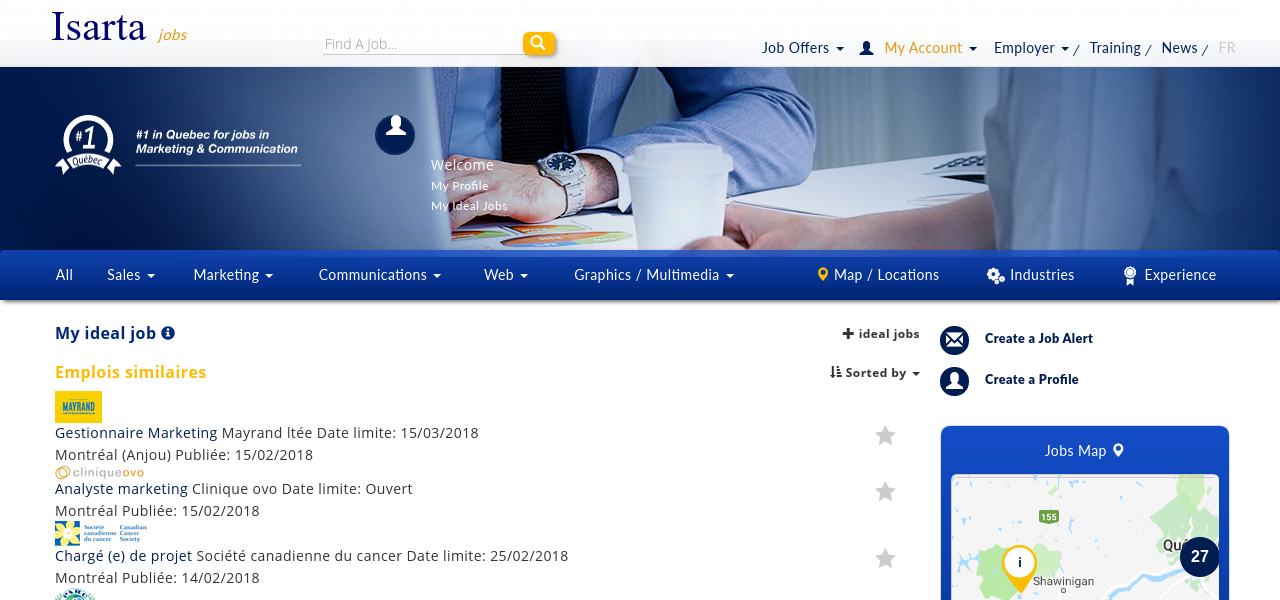 Isarta jobs
Find A Job...
Job Offers
My Account
Employer /
Training /
News /
FR
#1
Québec
#1 in Quebec for jobs in
Marketing & Communication
Welcome
My Profile
My Ideal Jobs
All
Sales
Marketing
Communications
Web
Graphics / Multimedia
Map / Locations
Industries
Experience
My ideal job
ideal jobs
Emplois similaires
Sorted by
MAYRAND
Gestionnaire Marketing Mayrand ltée Date limite: 15/03/2018
Montréal (Anjou) Publiée: 15/02/2018
cliniqueovo
Analyste marketing Clinique ovo Date limite: Ouvert
Montréal Publiée: 15/02/2018
Société canadienne du cancer
Canadian Cancer Society
Chargé (e) de projet Société canadienne du cancer Date limite: 25/02/2018
Montréal Publiée: 14/02/2018
Create a Job Alert
Create a Profile
Jobs Map
155
27
i
Shawinigan